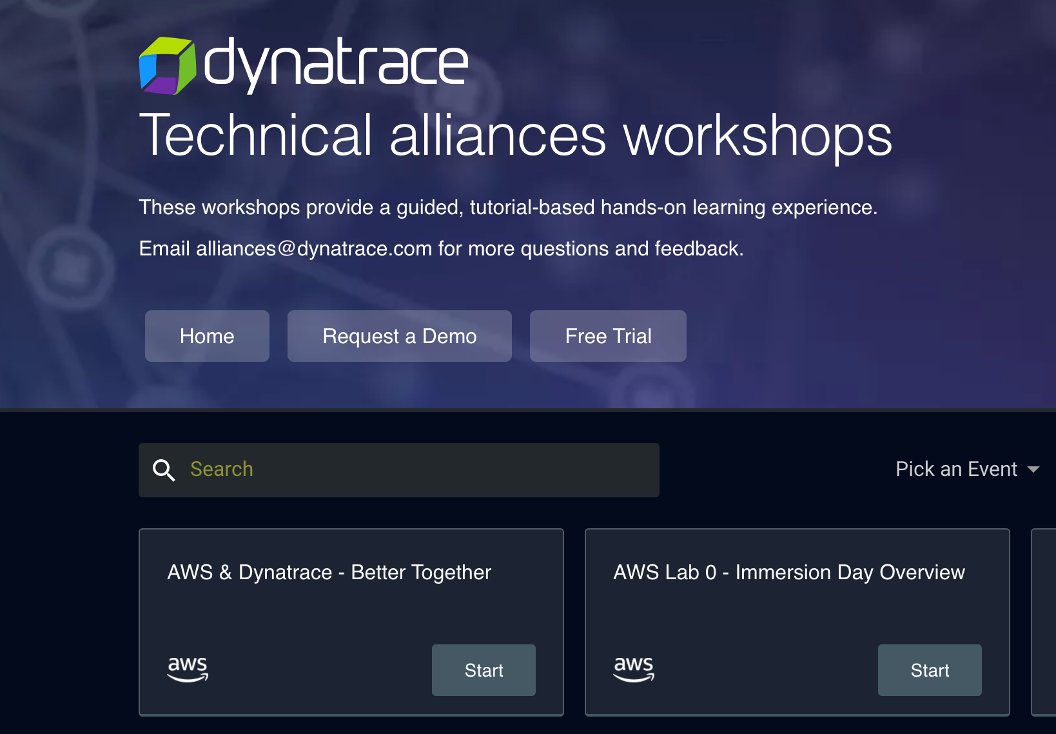 dynatrace
Technical alliances workshops
These workshops provide a guided, tutorial-based hands-on learning experience.
Email alliances@dynatrace.com for more questions and feedback.
Home Request a Demo Free Trial
Search Pick an Event
AWS & Dynatrace - Better Together
aws Start
AWS Lab 0 - Immersion Day Overview
aws Start